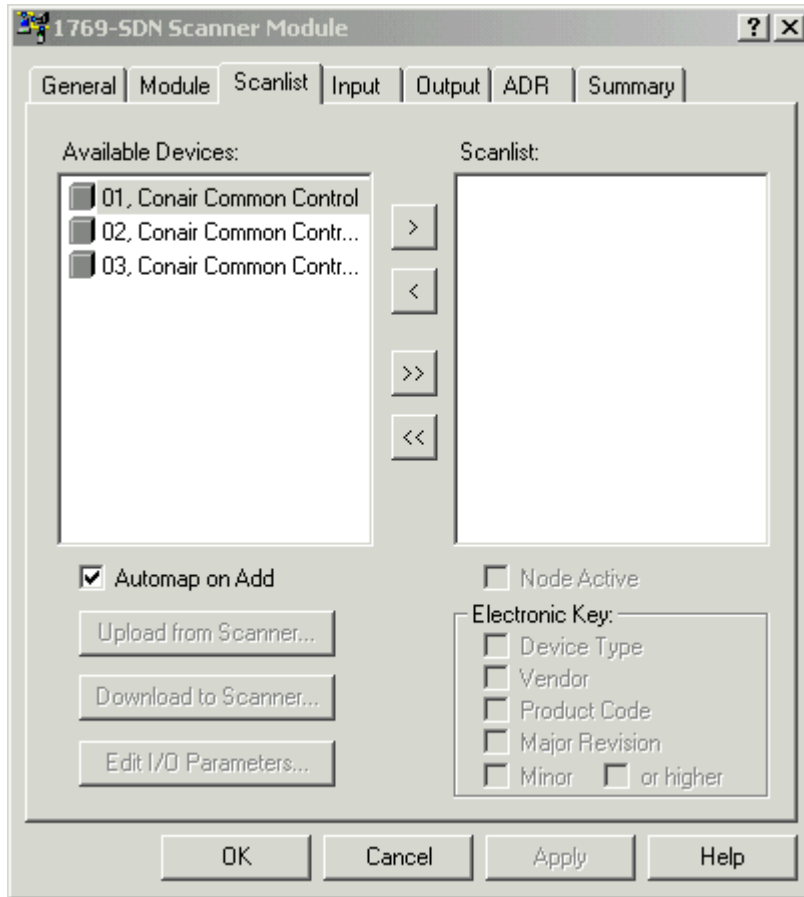 1769-SDN Scanner Module
General Module Scanlist Input Output ADR Summary
Available Devices:
01, Conair Common Control
02, Conair Common Contr...
03, Conair Common Contr...
Scanlist:
>
<
>>
<<
Automap on Add
Upload from Scanner...
Download to Scanner...
Edit I/O Parameters...
Node Active
Electronic Key:
Device Type
Vendor
Product Code
Major Revision
Minor or higher
OK Cancel Apply Help